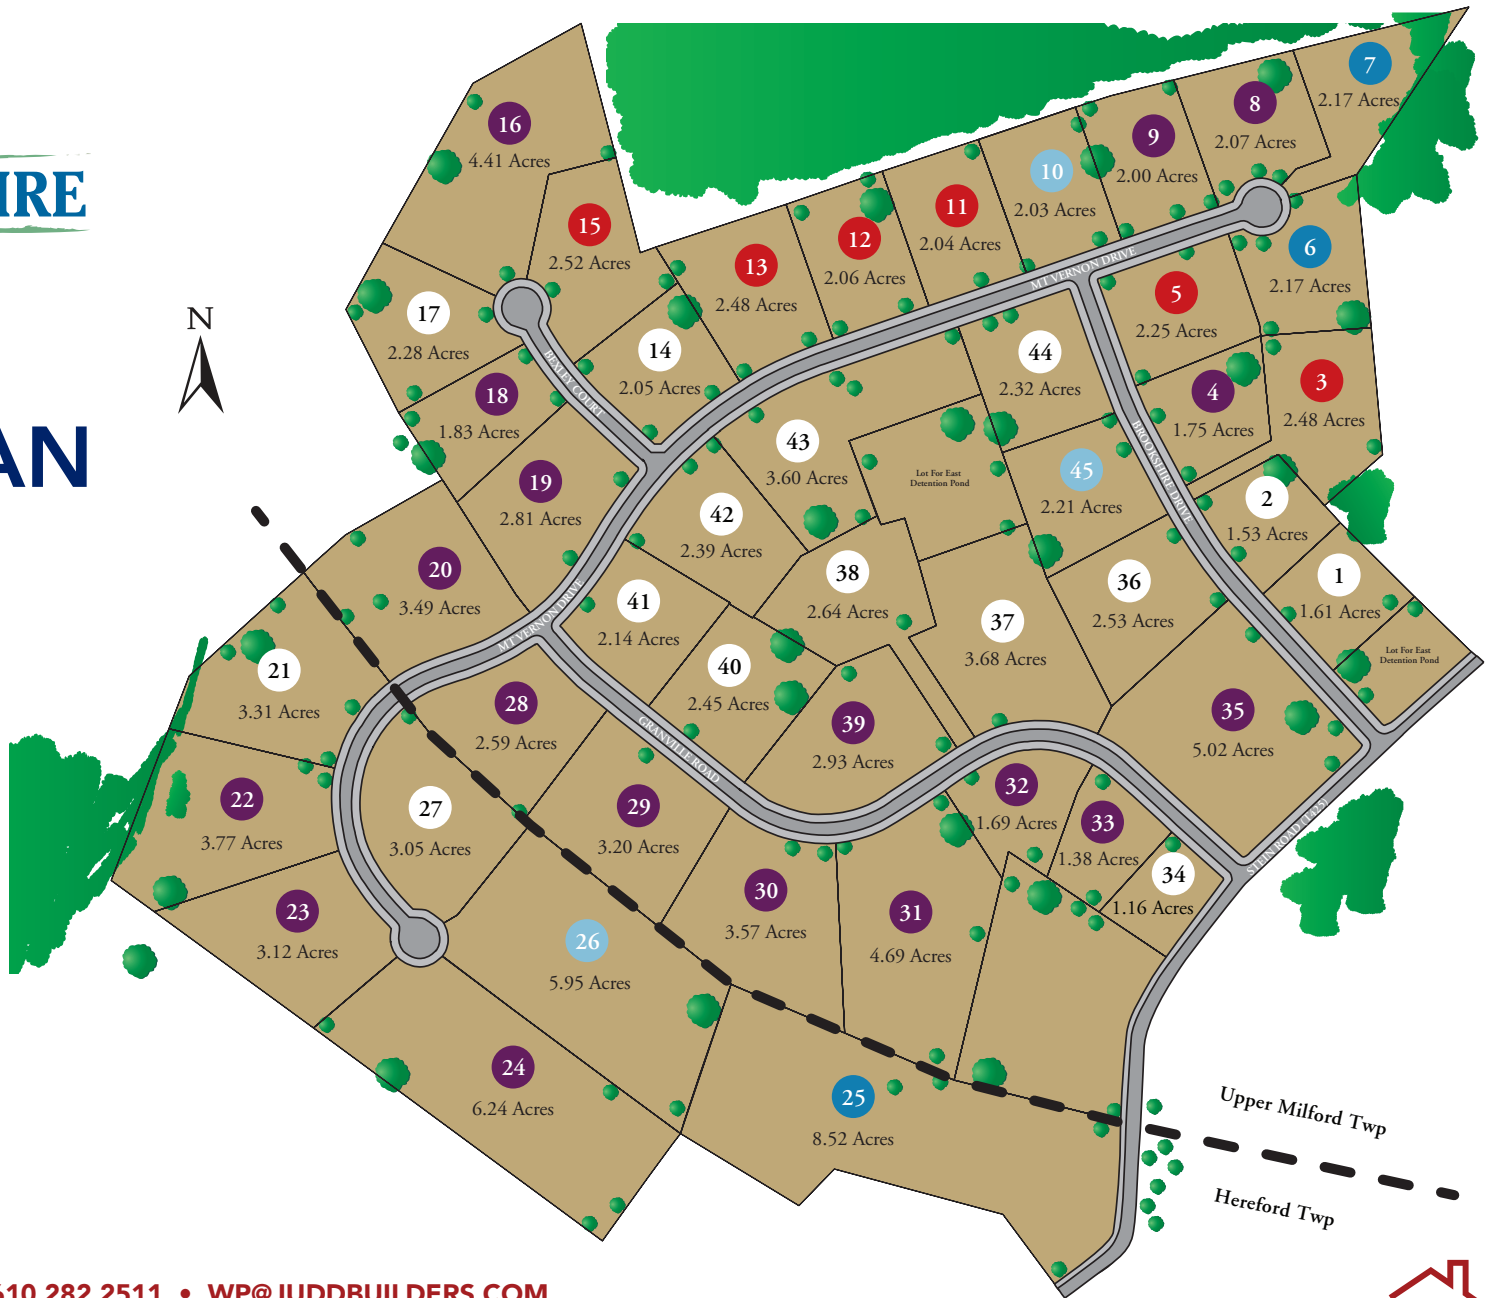 IRE
AN
N
16
4.41 Acres
15
2.52 Acres
17
2.28 Acres
18
1.83 Acres
BEXLEY COURT
14
2.05 Acres
13
2.48 Acres
12
2.06 Acres
11
2.04 Acres
10
2.03 Acres
9
2.00 Acres
8
2.07 Acres
7
2.17 Acres
6
2.17 Acres
MT VERNON DRIVE
5
2.25 Acres
4
1.75 Acres
3
2.48 Acres
44
2.32 Acres
BROOKSHIRE DRIVE
45
2.21 Acres
2
1.53 Acres
1
1.61 Acres
Lot For East
Detention Pond
43
3.60 Acres
Lot For East
Detention Pond
42
2.39 Acres
19
2.81 Acres
20
3.49 Acres
MT VERNON DRIVE
41
2.14 Acres
38
2.64 Acres
37
3.68 Acres
36
2.53 Acres
40
2.45 Acres
39
2.93 Acres
35
5.02 Acres
21
3.31 Acres
28
2.59 Acres
GRANVILLE ROAD
22
3.77 Acres
27
3.05 Acres
29
3.20 Acres
32
1.69 Acres
33
1.38 Acres
34
1.16 Acres
STEIN ROAD (T425)
23
3.12 Acres
26
5.95 Acres
30
3.57 Acres
31
4.69 Acres
24
6.24 Acres
25
8.52 Acres
Upper Milford Twp
Hereford Twp
610.282.2511 • WP@JUDDBUILDERS.COM